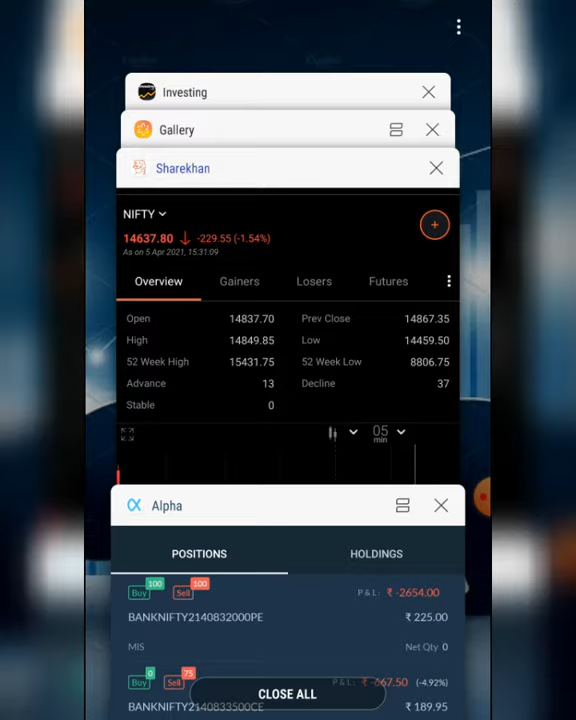 Investing
Gallery
Sharekhan
NIFTY
14637.80 -229.55 (-1.54%)
As on 5 Apr 2021, 15:31:09
Overview Gainers Losers Futures
Open 14837.70 Prev Close 14867.35
High 14849.85 Low 14459.50
52 Week High 15431.75 52 Week Low 8806.75
Advance 13 Decline 37
Stable 0
05
min
Alpha
POSITIONS HOLDINGS
Buy 100 Sell 100 P&L: ₹ -2654.00
BANKNIFTY2140832000PE ₹ 225.00
MIS Net Qty 0
Buy 0 Sell 75 P&L: ₹ -667.50 (-4.92%)
CLOSE ALL
BANKNIFTY2140833500CE ₹ 189.95